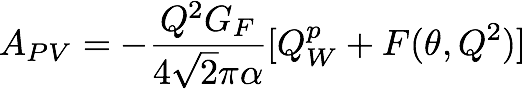 $A_{PV} = -\frac{Q^2 G_F}{4\sqrt{2}\pi\alpha}[Q_W^p + F(\theta, Q^2)]$